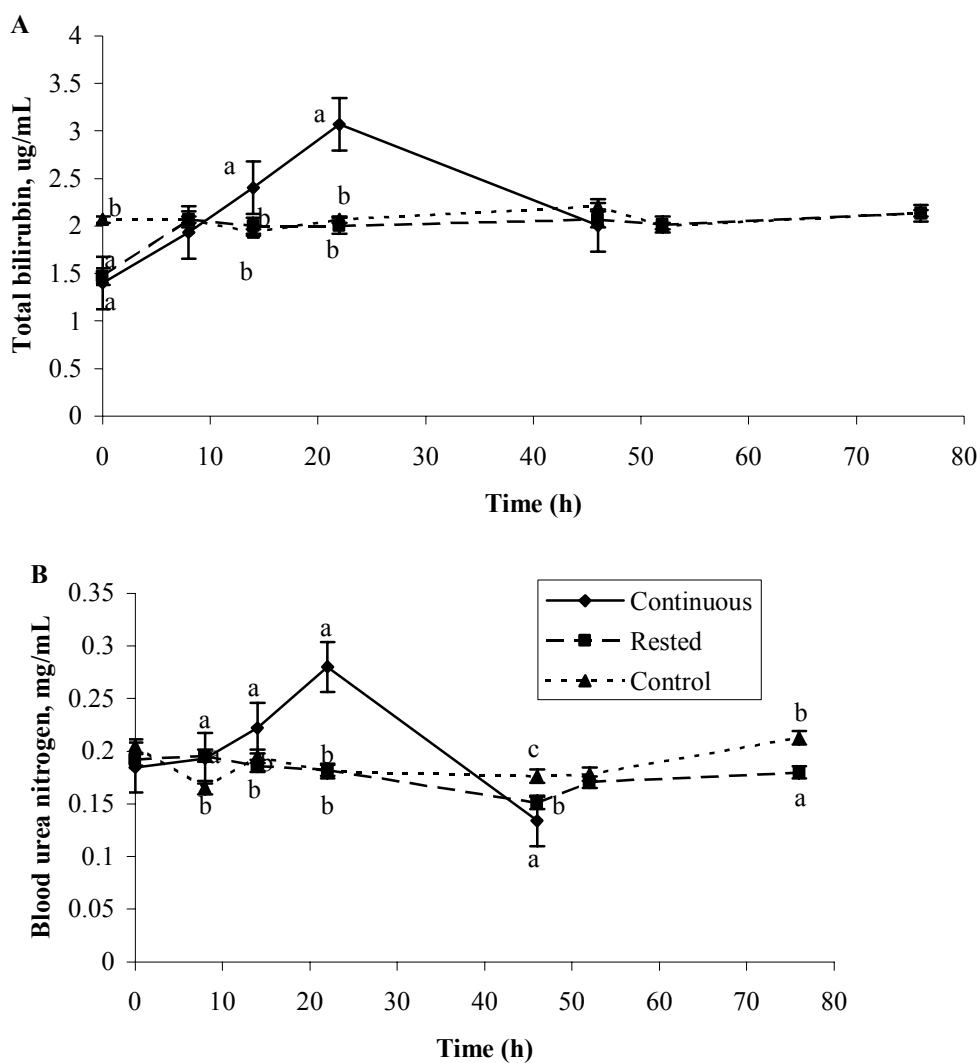 A
Total bilirubin, ug/mL
4
3.5
3
2.5
2
1.5
1
0.5
0
a
a
b
b
b
b
b
a
a
0 10 20 30 40 50 60 70 80
Time (h)
B
Blood urea nitrogen, mg/mL
0.35
0.3
0.25
0.2
0.15
0.1
0.05
0
Continuous
Rested
Control
a
a
a
a
b
b
b
b
b
c
b
a
b
a
0 10 20 30 40 50 60 70 80
Time (h)